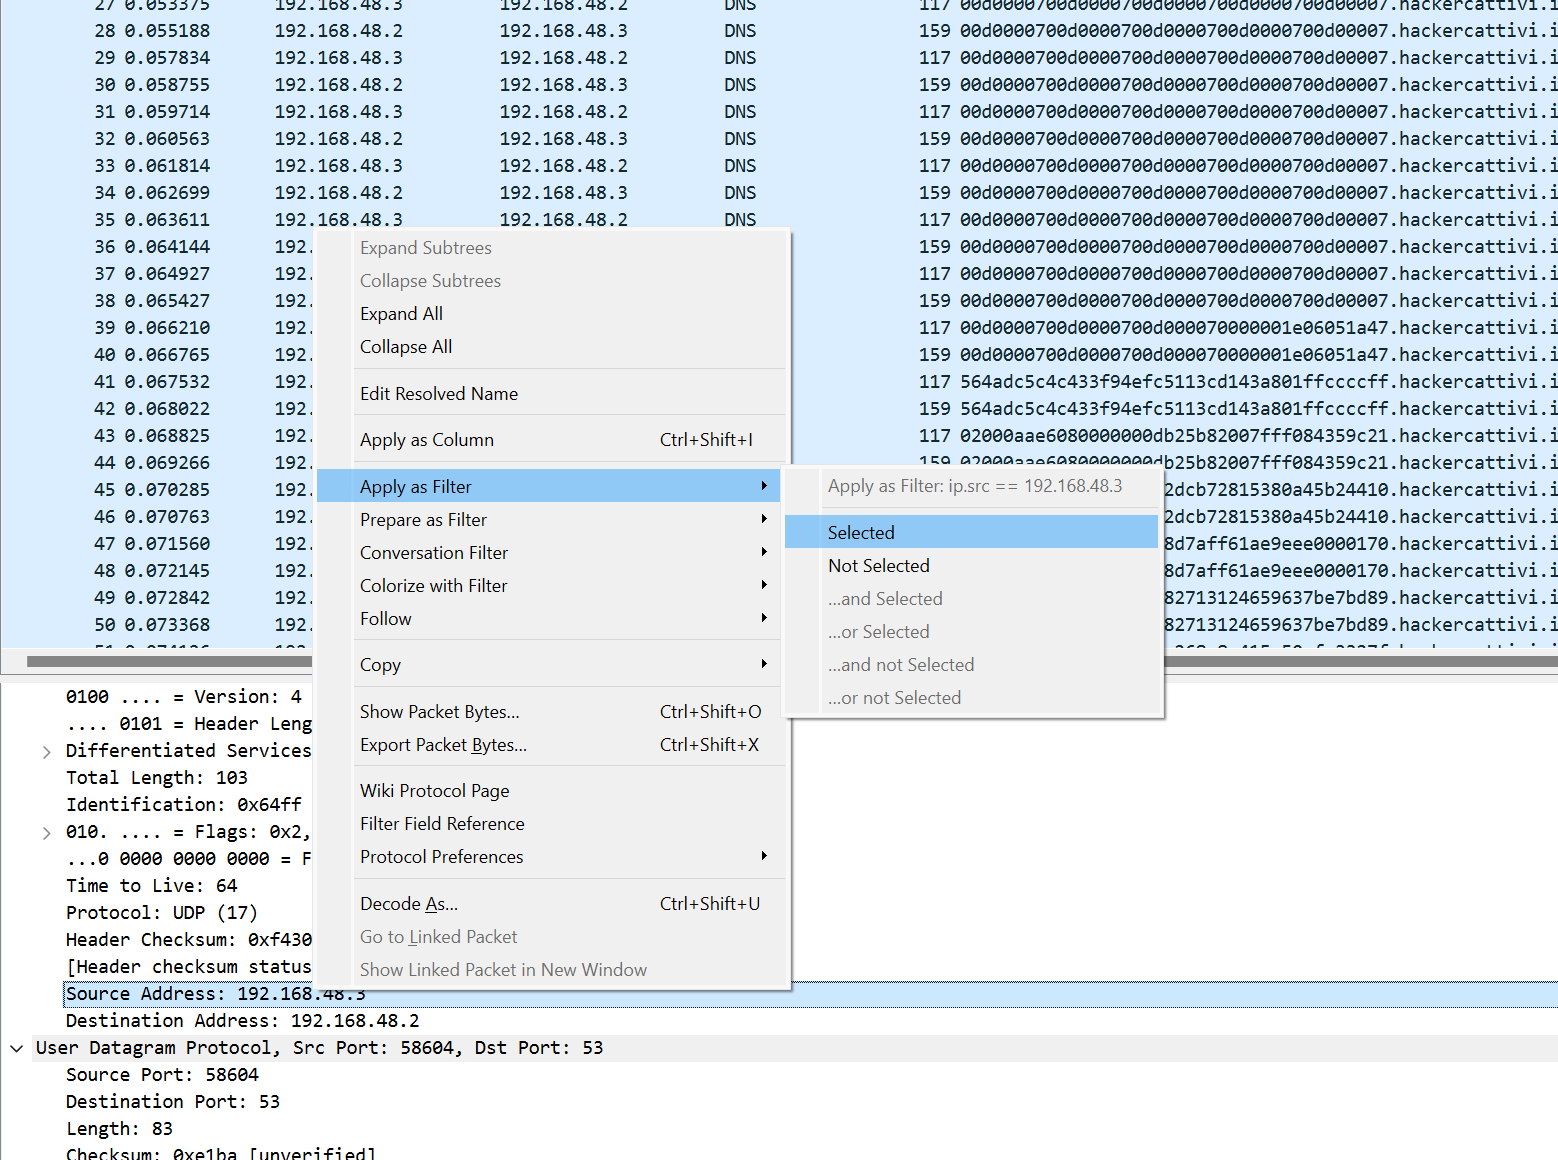 27 0.053375 192.168.48.3 192.168.48.2 DNS 117 00d0000700d0000700d0000700d0000700d00007.hackercattivi.i
28 0.055188 192.168.48.2 192.168.48.3 DNS 159 00d0000700d0000700d0000700d0000700d00007.hackercattivi.i
29 0.057834 192.168.48.3 192.168.48.2 DNS 117 00d0000700d0000700d0000700d0000700d00007.hackercattivi.i
30 0.058755 192.168.48.2 192.168.48.3 DNS 159 00d0000700d0000700d0000700d0000700d00007.hackercattivi.i
31 0.059714 192.168.48.3 192.168.48.2 DNS 117 00d0000700d0000700d0000700d0000700d00007.hackercattivi.i
32 0.060563 192.168.48.2 192.168.48.3 DNS 159 00d0000700d0000700d0000700d0000700d00007.hackercattivi.i
33 0.061814 192.168.48.3 192.168.48.2 DNS 117 00d0000700d0000700d0000700d0000700d00007.hackercattivi.i
34 0.062699 192.168.48.2 192.168.48.3 DNS 159 00d0000700d0000700d0000700d0000700d00007.hackercattivi.i
35 0.063611 192.168.48.3 192.168.48.2 DNS 117 00d0000700d0000700d0000700d0000700d00007.hackercattivi.i
36 0.064144 192. 159 00d0000700d0000700d0000700d0000700d00007.hackercattivi.i
37 0.064927 192. 117 00d0000700d0000700d0000700d0000700d00007.hackercattivi.i
38 0.065427 192. 159 00d0000700d0000700d0000700d0000700d00007.hackercattivi.i
39 0.066210 192. 117 00d0000700d0000700d000070000001e06051a47.hackercattivi.i
40 0.066765 192. 159 00d0000700d0000700d000070000001e06051a47.hackercattivi.i
41 0.067532 192. 117 564adc5c4c433f94efc5113cd143a801ffccccff.hackercattivi.i
42 0.068022 192. 159 564adc5c4c433f94efc5113cd143a801ffccccff.hackercattivi.i
43 0.068825 192. 117 02000aae6080000000db25b82007fff084359c21.hackercattivi.i
44 0.069266 192. 159 02000aae6080000000db25b82007fff084359c21.hackercattivi.i
45 0.070285 192. 2dcb72815380a45b24410.hackercattivi.i
46 0.070763 192. 2dcb72815380a45b24410.hackercattivi.i
47 0.071560 192. 8d7aff61ae9eee0000170.hackercattivi.i
48 0.072145 192. 8d7aff61ae9eee0000170.hackercattivi.i
49 0.072842 192. 82713124659637be7bd89.hackercattivi.i
50 0.073368 192. 82713124659637be7bd89.hackercattivi.i
Expand Subtrees
Collapse Subtrees
Expand All
Collapse All
Edit Resolved Name
Apply as Column Ctrl+Shift+I
Apply as Filter
Prepare as Filter
Conversation Filter
Colorize with Filter
Follow
Copy
Show Packet Bytes... Ctrl+Shift+O
Export Packet Bytes... Ctrl+Shift+X
Wiki Protocol Page
Filter Field Reference
Protocol Preferences
Decode As... Ctrl+Shift+U
Go to Linked Packet
Show Linked Packet in New Window
Apply as Filter: ip.src == 192.168.48.3
Selected
Not Selected
...and Selected
...or Selected
...and not Selected
...or not Selected
0100 .... = Version: 4
.... 0101 = Header Leng
Differentiated Services
Total Length: 103
Identification: 0x64ff
010. .... = Flags: 0x2,
...0 0000 0000 0000 = F
Time to Live: 64
Protocol: UDP (17)
Header Checksum: 0xf430
[Header checksum status
Source Address: 192.168.48.3
Destination Address: 192.168.48.2
User Datagram Protocol, Src Port: 58604, Dst Port: 53
Source Port: 58604
Destination Port: 53
Length: 83
Checksum: 0xe1ba [unverified]